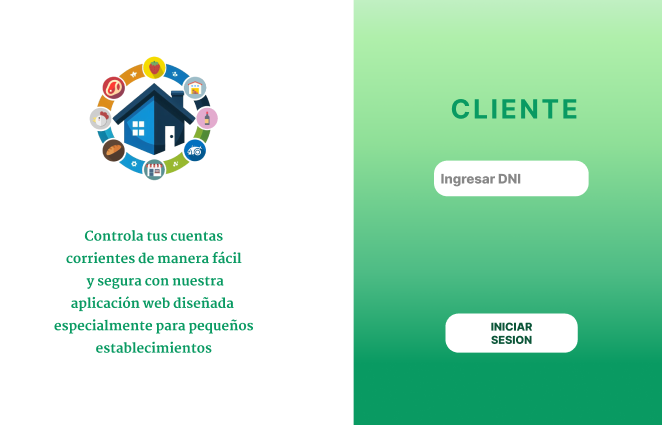 Controla tus cuentas
corrientes de manera fácil
y segura con nuestra
aplicación web diseñada
especialmente para pequeños
establecimientos
CLIENTE
Ingresar DNI
INICIAR
SESION